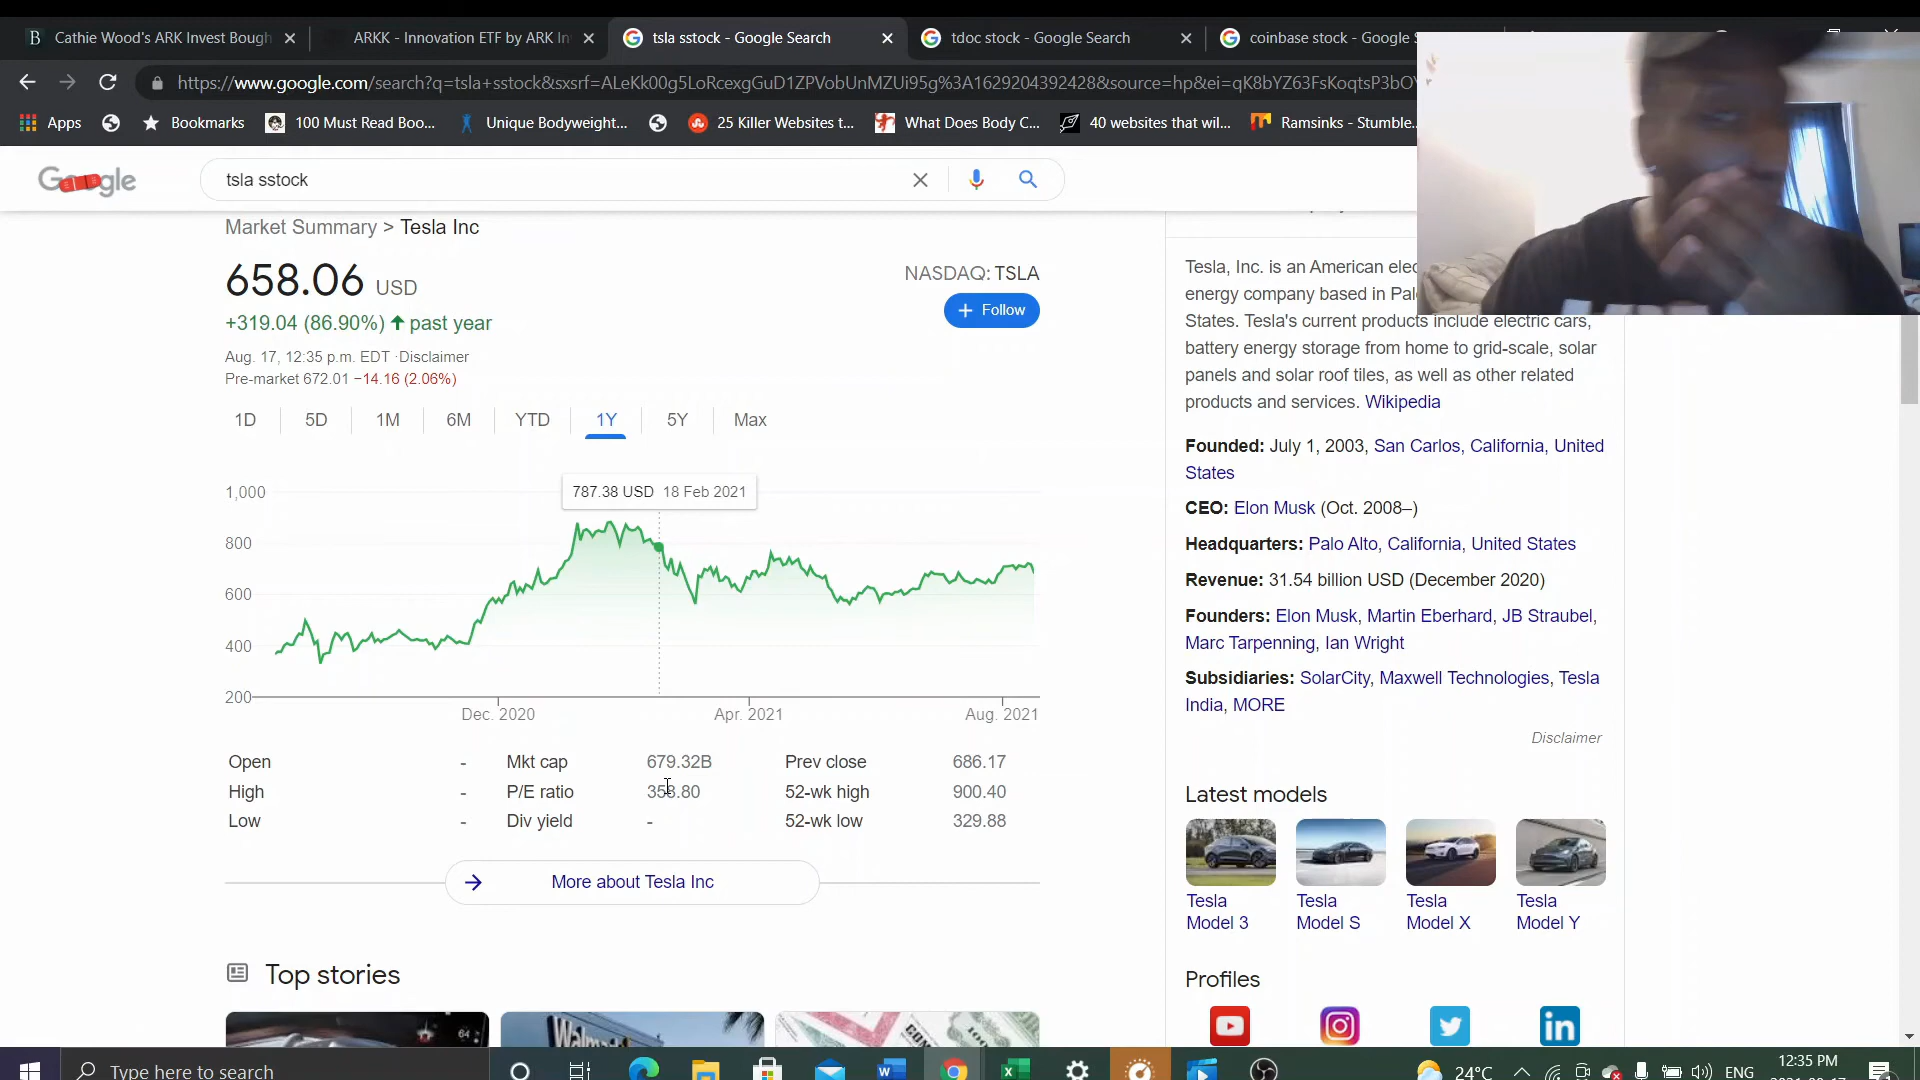 Cathie Wood's ARK Invest Bough
ARKK - Innovation ETF by ARK In
tsla sstock - Google Search
tdoc stock - Google Search
coinbase stock - Google S
https://www.google.com/search?q=tsla+sstock&sxsrf=ALeKk00g5LoRcexgGuD1ZPVobUnMZUi95g%3A1629204392428&source=hp&ei=qK8bYZ63FsKoqtsP3bO
Apps
Bookmarks
100 Must Read Boo...
Unique Bodyweight...
25 Killer Websites t...
What Does Body C...
40 websites that wil...
Ramsinks - Stumble...
Google
tsla sstock
Market Summary > Tesla Inc
658.06 USD
NASDAQ: TSLA
+319.04 (86.90%) past year
+ Follow
Aug. 17, 12:35 p.m. EDT · Disclaimer
Pre-market 672.01 −14.16 (2.06%)
1D 5D 1M 6M YTD 1Y 5Y Max
787.38 USD 18 Feb 2021
1,000
800
600
400
200
Dec. 2020 Apr. 2021 Aug. 2021
Open - Mkt cap 679.32B Prev close 686.17
High - P/E ratio 353.80 52-wk high 900.40
Low - Div yield - 52-wk low 329.88
More about Tesla Inc
Top stories
64
Walm
Tesla, Inc. is an American elec
energy company based in Pal
States. Tesla's current products include electric cars,
battery energy storage from home to grid-scale, solar
panels and solar roof tiles, as well as other related
products and services. Wikipedia
Founded: July 1, 2003, San Carlos, California, United
States
CEO: Elon Musk (Oct. 2008–)
Headquarters: Palo Alto, California, United States
Revenue: 31.54 billion USD (December 2020)
Founders: Elon Musk, Martin Eberhard, JB Straubel,
Marc Tarpenning, Ian Wright
Subsidiaries: SolarCity, Maxwell Technologies, Tesla
India, MORE
Disclaimer
Latest models
Tesla
Model 3
Tesla
Model S
Tesla
Model X
Tesla
Model Y
Profiles
Type here to search
24°C
ENG
12:35 PM